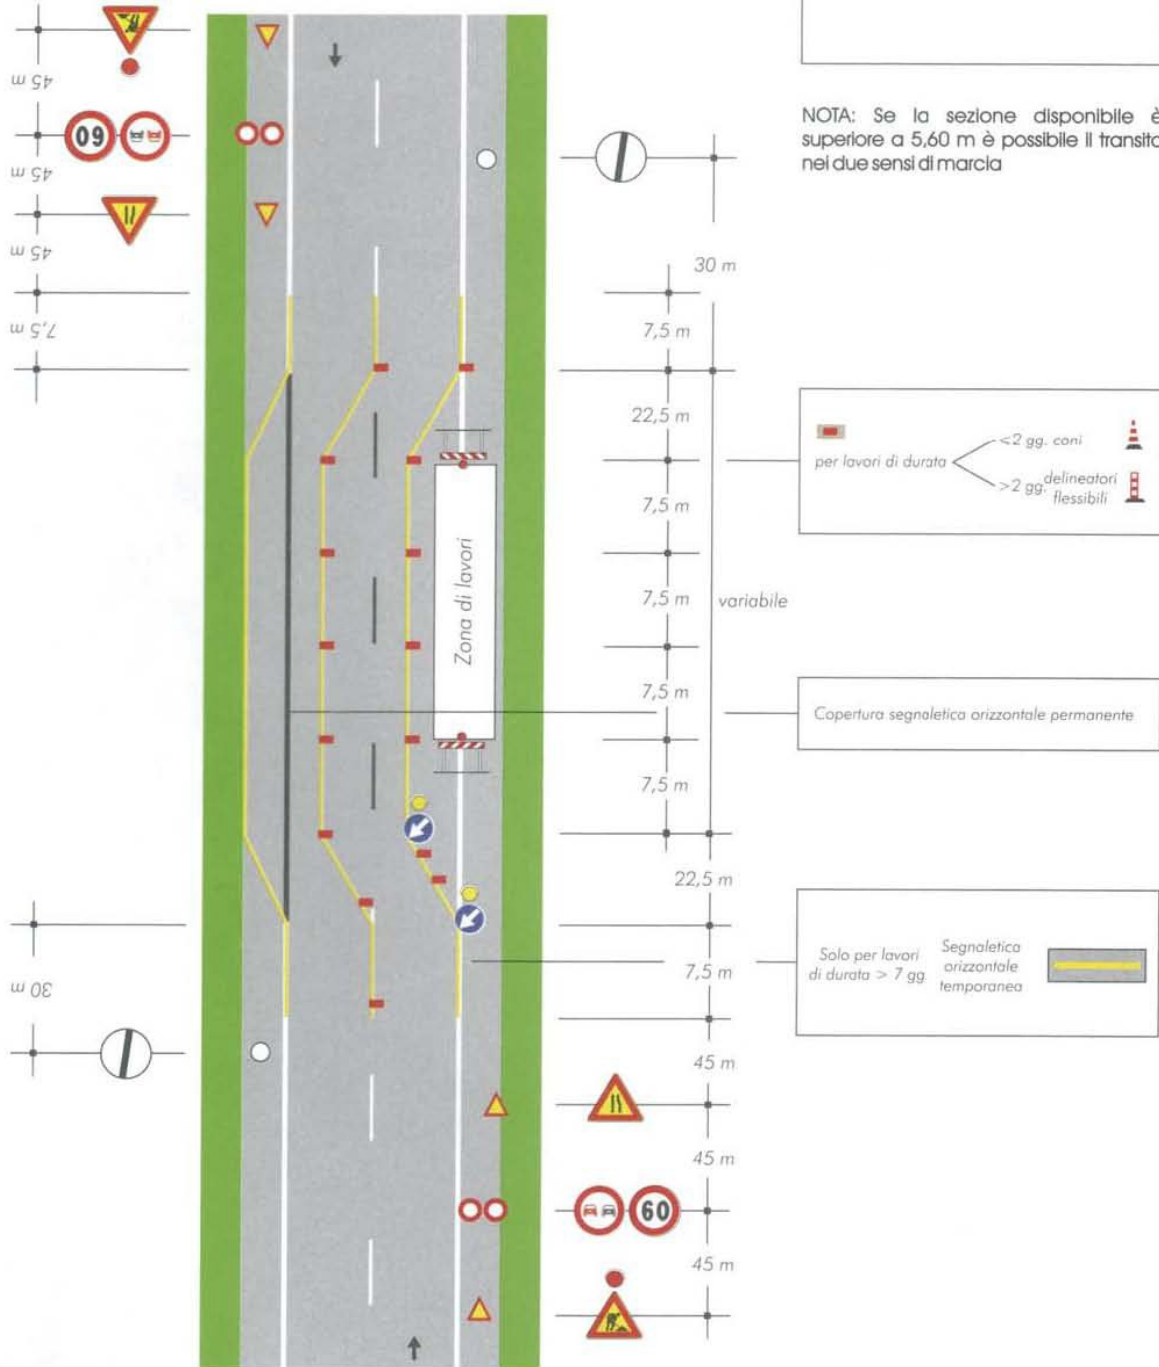 45 m
60
45 m
45 m
7,5 m
30 m
NOTA: Se la sezione disponibile è
superiore a 5,60 m è possibile il transito
nei due sensi di marcia
30 m
7,5 m
22,5 m
7,5 m
7,5 m
7,5 m
7,5 m
variabile
22,5 m
7,5 m
45 m
45 m
60
45 m
Zona di lavori
per lavori di durata
<2 gg. coni
>2 gg. delineatori
flessibili
Copertura segnaletica orizzontale permanente
Solo per lavori
di durata > 7 gg.
Segnaletica
orizzontale
temporanea